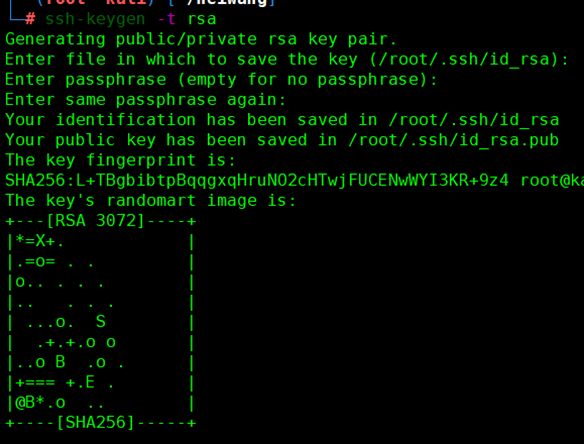 (root kali) [ /heiwang]
└─# ssh-keygen -t rsa
Generating public/private rsa key pair.
Enter file in which to save the key (/root/.ssh/id_rsa):
Enter passphrase (empty for no passphrase):
Enter same passphrase again:
Your identification has been saved in /root/.ssh/id_rsa
Your public key has been saved in /root/.ssh/id_rsa.pub
The key fingerprint is:
SHA256:L+TBgbibtpBqqgxqHruNO2cHTwjFUCENwWYI3KR+9z4 root@ka
The key's randomart image is:
+---[RSA 3072]----+
|*=X+.            |
|.=o= . .         |
|o.. . . .        |
|..   . . .       |
| ...o.  S        |
|  .+.+.o o       |
|..o B  .o .      |
|+=== +.E .       |
|@B*.o  ..        |
+----[SHA256]-----+